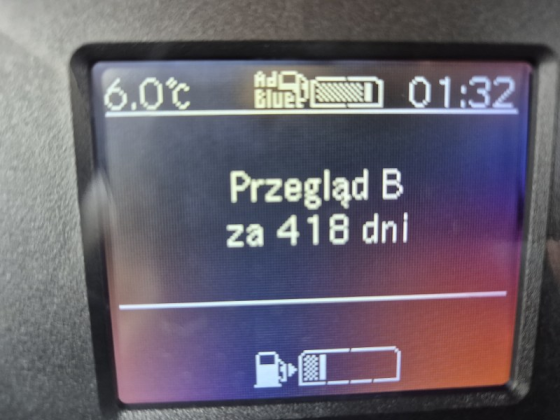 6.0°C Ad Blue 01:32
Przegląd B
za 418 dni